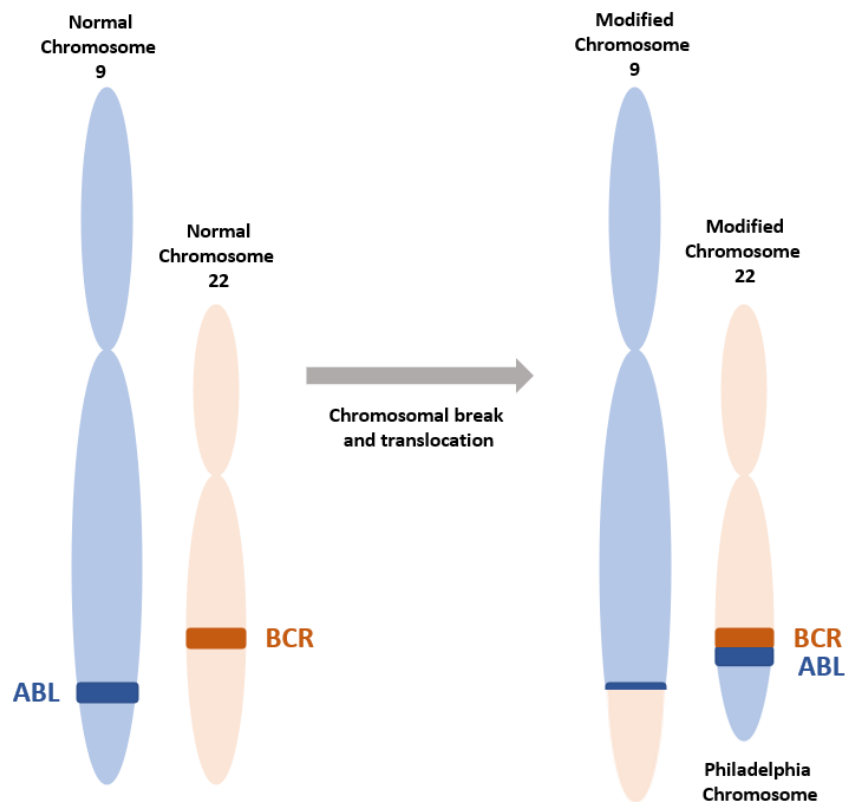 Normal
Chromosome
9
Normal
Chromosome
22
ABL
BCR
Chromosomal break
and translocation
Modified
Chromosome
9
Modified
Chromosome
22
BCR
ABL
Philadelphia
Chromosome